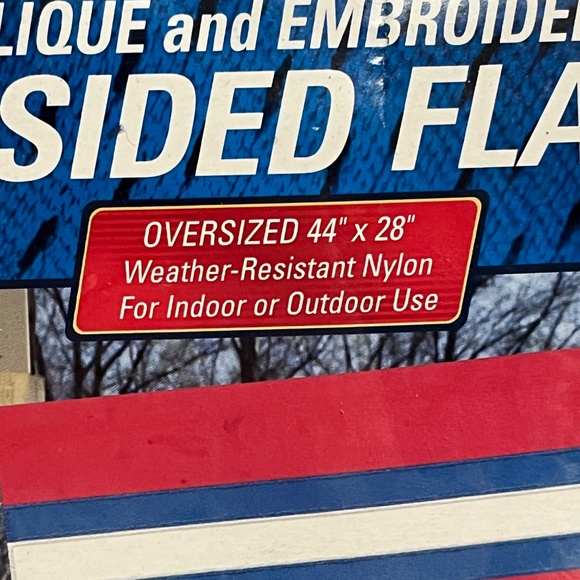 LIQUE and EMBROIDE
SIDED FLA
OVERSIZED 44" x 28"
Weather-Resistant Nylon
For Indoor or Outdoor Use